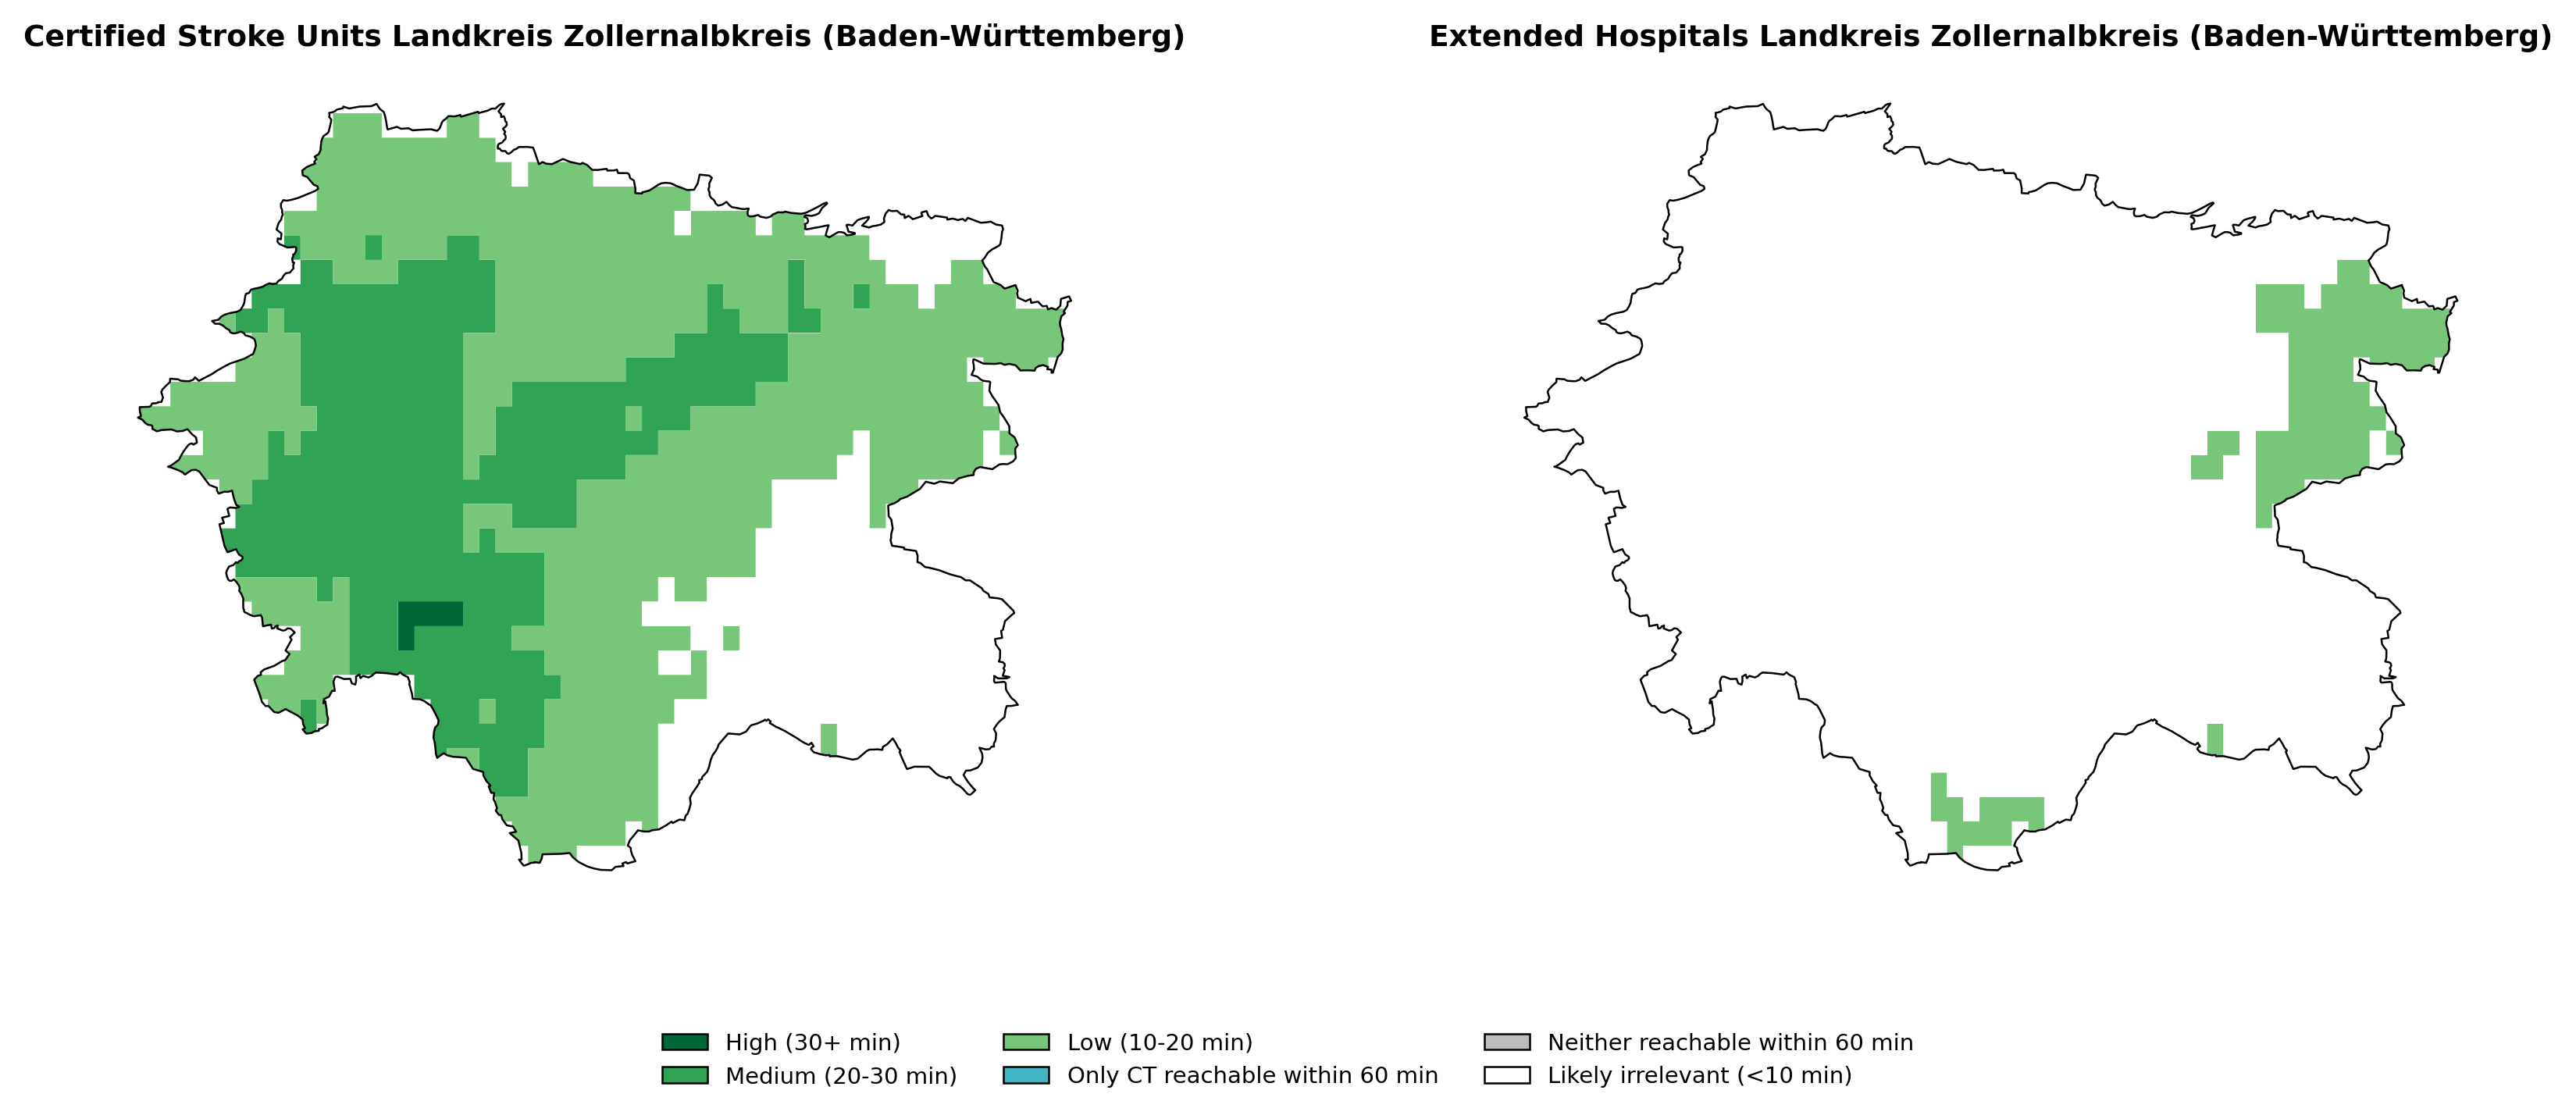 Certified Stroke Units Landkreis Zollernalbkreis (Baden-Württemberg)
Extended Hospitals Landkreis Zollernalbkreis (Baden-Württemberg)
High (30+ min)
Medium (20-30 min)
Low (10-20 min)
Only CT reachable within 60 min
Neither reachable within 60 min
Likely irrelevant (<10 min)